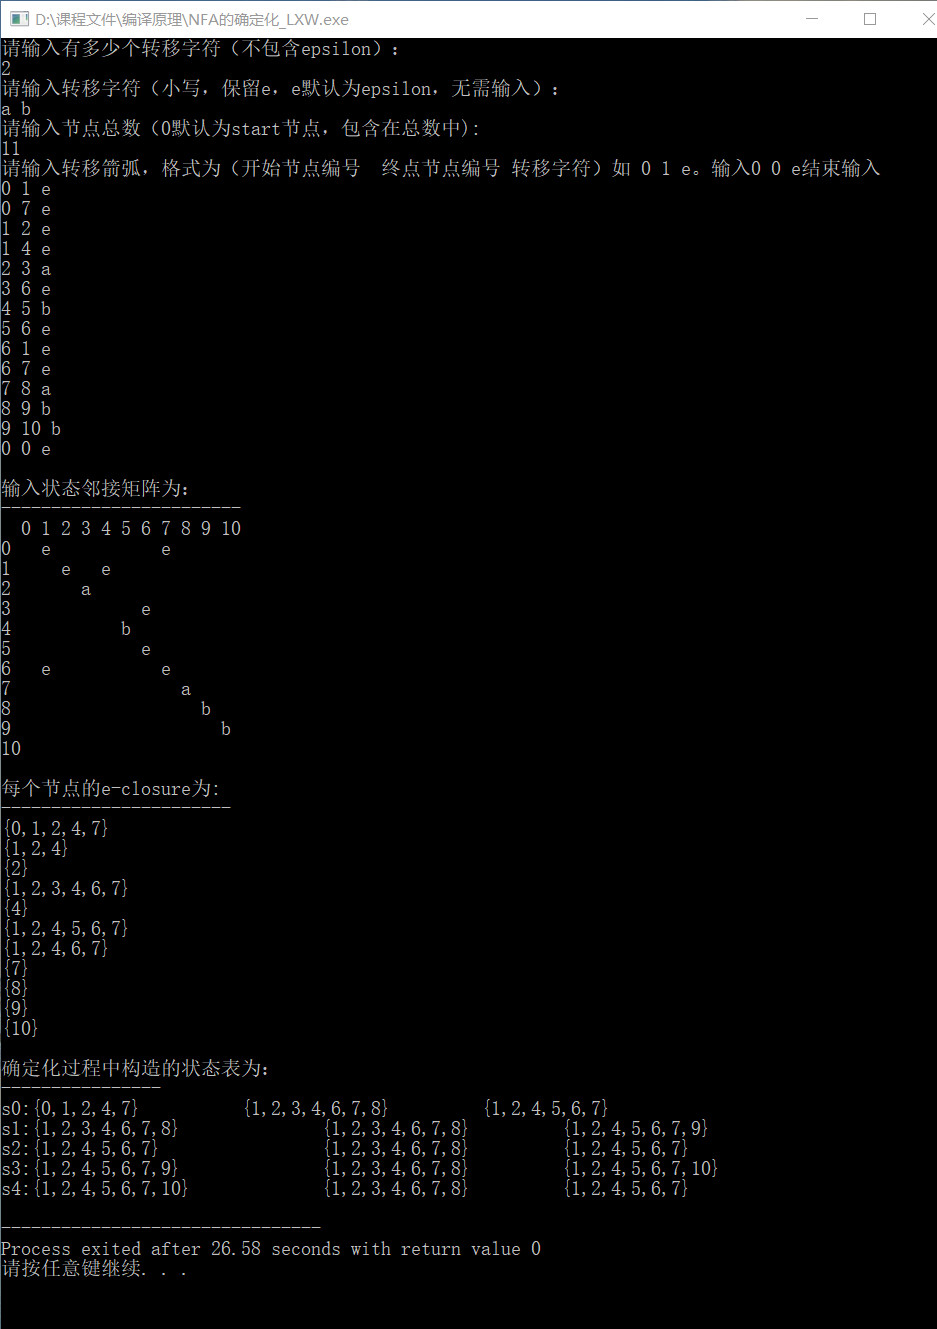 D:\课程文件\编译原理\NFA的确定化_LXW.exe
请输入有多少个转移字符（不包含epsilon）：
2
请输入转移字符（小写，保留e，e默认为epsilon，无需输入）：
a b
请输入节点总数（0默认为start节点，包含在总数中）：
11
请输入转移箭弧，格式为（开始节点编号  终点节点编号 转移字符）如 0 1 e。输入0 0 e结束输入
0 1 e
0 7 e
1 2 e
1 4 e
2 3 a
3 6 e
4 5 b
5 6 e
6 1 e
6 7 e
7 8 a
8 9 b
9 10 b
0 0 e
输入状态邻接矩阵为：
------------------------
  0 1 2 3 4 5 6 7 8 9 10
0   e           e
1     e   e
2       a
3             e
4           b
5             e
6   e           e
7                 a
8                   b
9                     b
10
每个节点的e-closure为:
-----------------------
{0,1,2,4,7}
{1,2,4}
{2}
{1,2,3,4,6,7}
{4}
{1,2,4,5,6,7}
{1,2,4,6,7}
{7}
{8}
{9}
{10}
确定化过程中构造的状态表为：
----------------
s0:{0,1,2,4,7}          {1,2,3,4,6,7,8}         {1,2,4,5,6,7}
s1:{1,2,3,4,6,7,8}              {1,2,3,4,6,7,8}         {1,2,4,5,6,7,9}
s2:{1,2,4,5,6,7}                {1,2,3,4,6,7,8}         {1,2,4,5,6,7}
s3:{1,2,4,5,6,7,9}              {1,2,3,4,6,7,8}         {1,2,4,5,6,7,10}
s4:{1,2,4,5,6,7,10}             {1,2,3,4,6,7,8}         {1,2,4,5,6,7}
--------------------------------
Process exited after 26.58 seconds with return value 0
请按任意键继续. . .